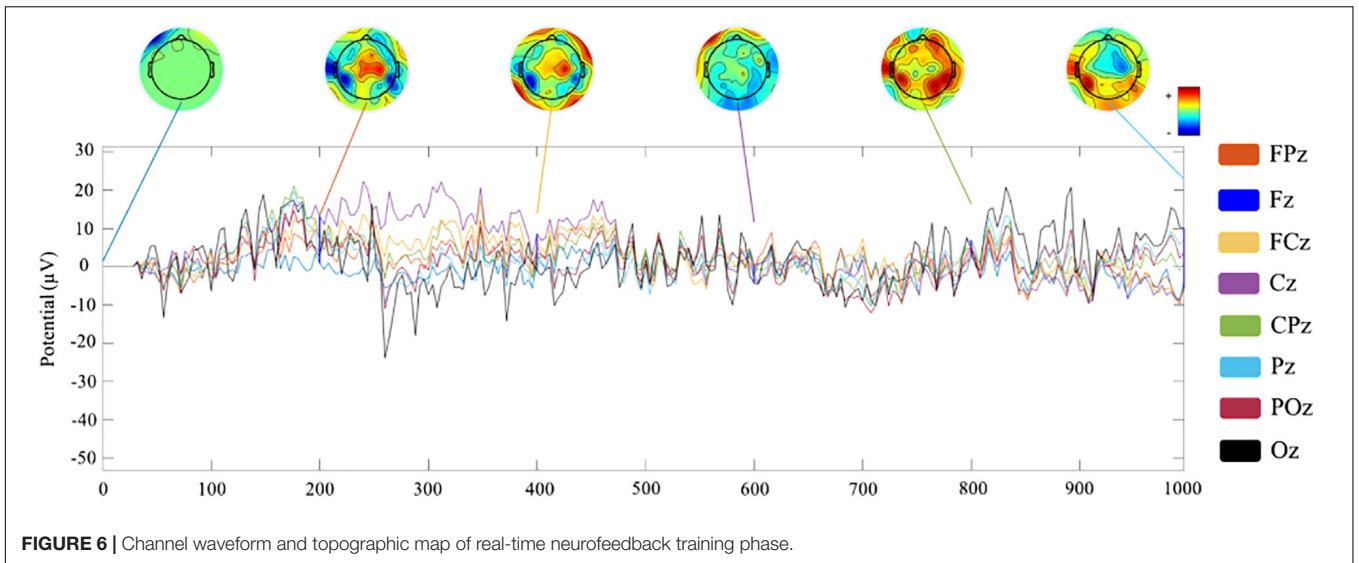 +
-
30
20
10
0
-10
-20
-30
-40
-50
Potential (µV)
0 100 200 300 400 500 600 700 800 900 1000
FPz
Fz
FCz
Cz
CPz
Pz
POz
Oz
FIGURE 6 | Channel waveform and topographic map of real-time neurofeedback training phase.